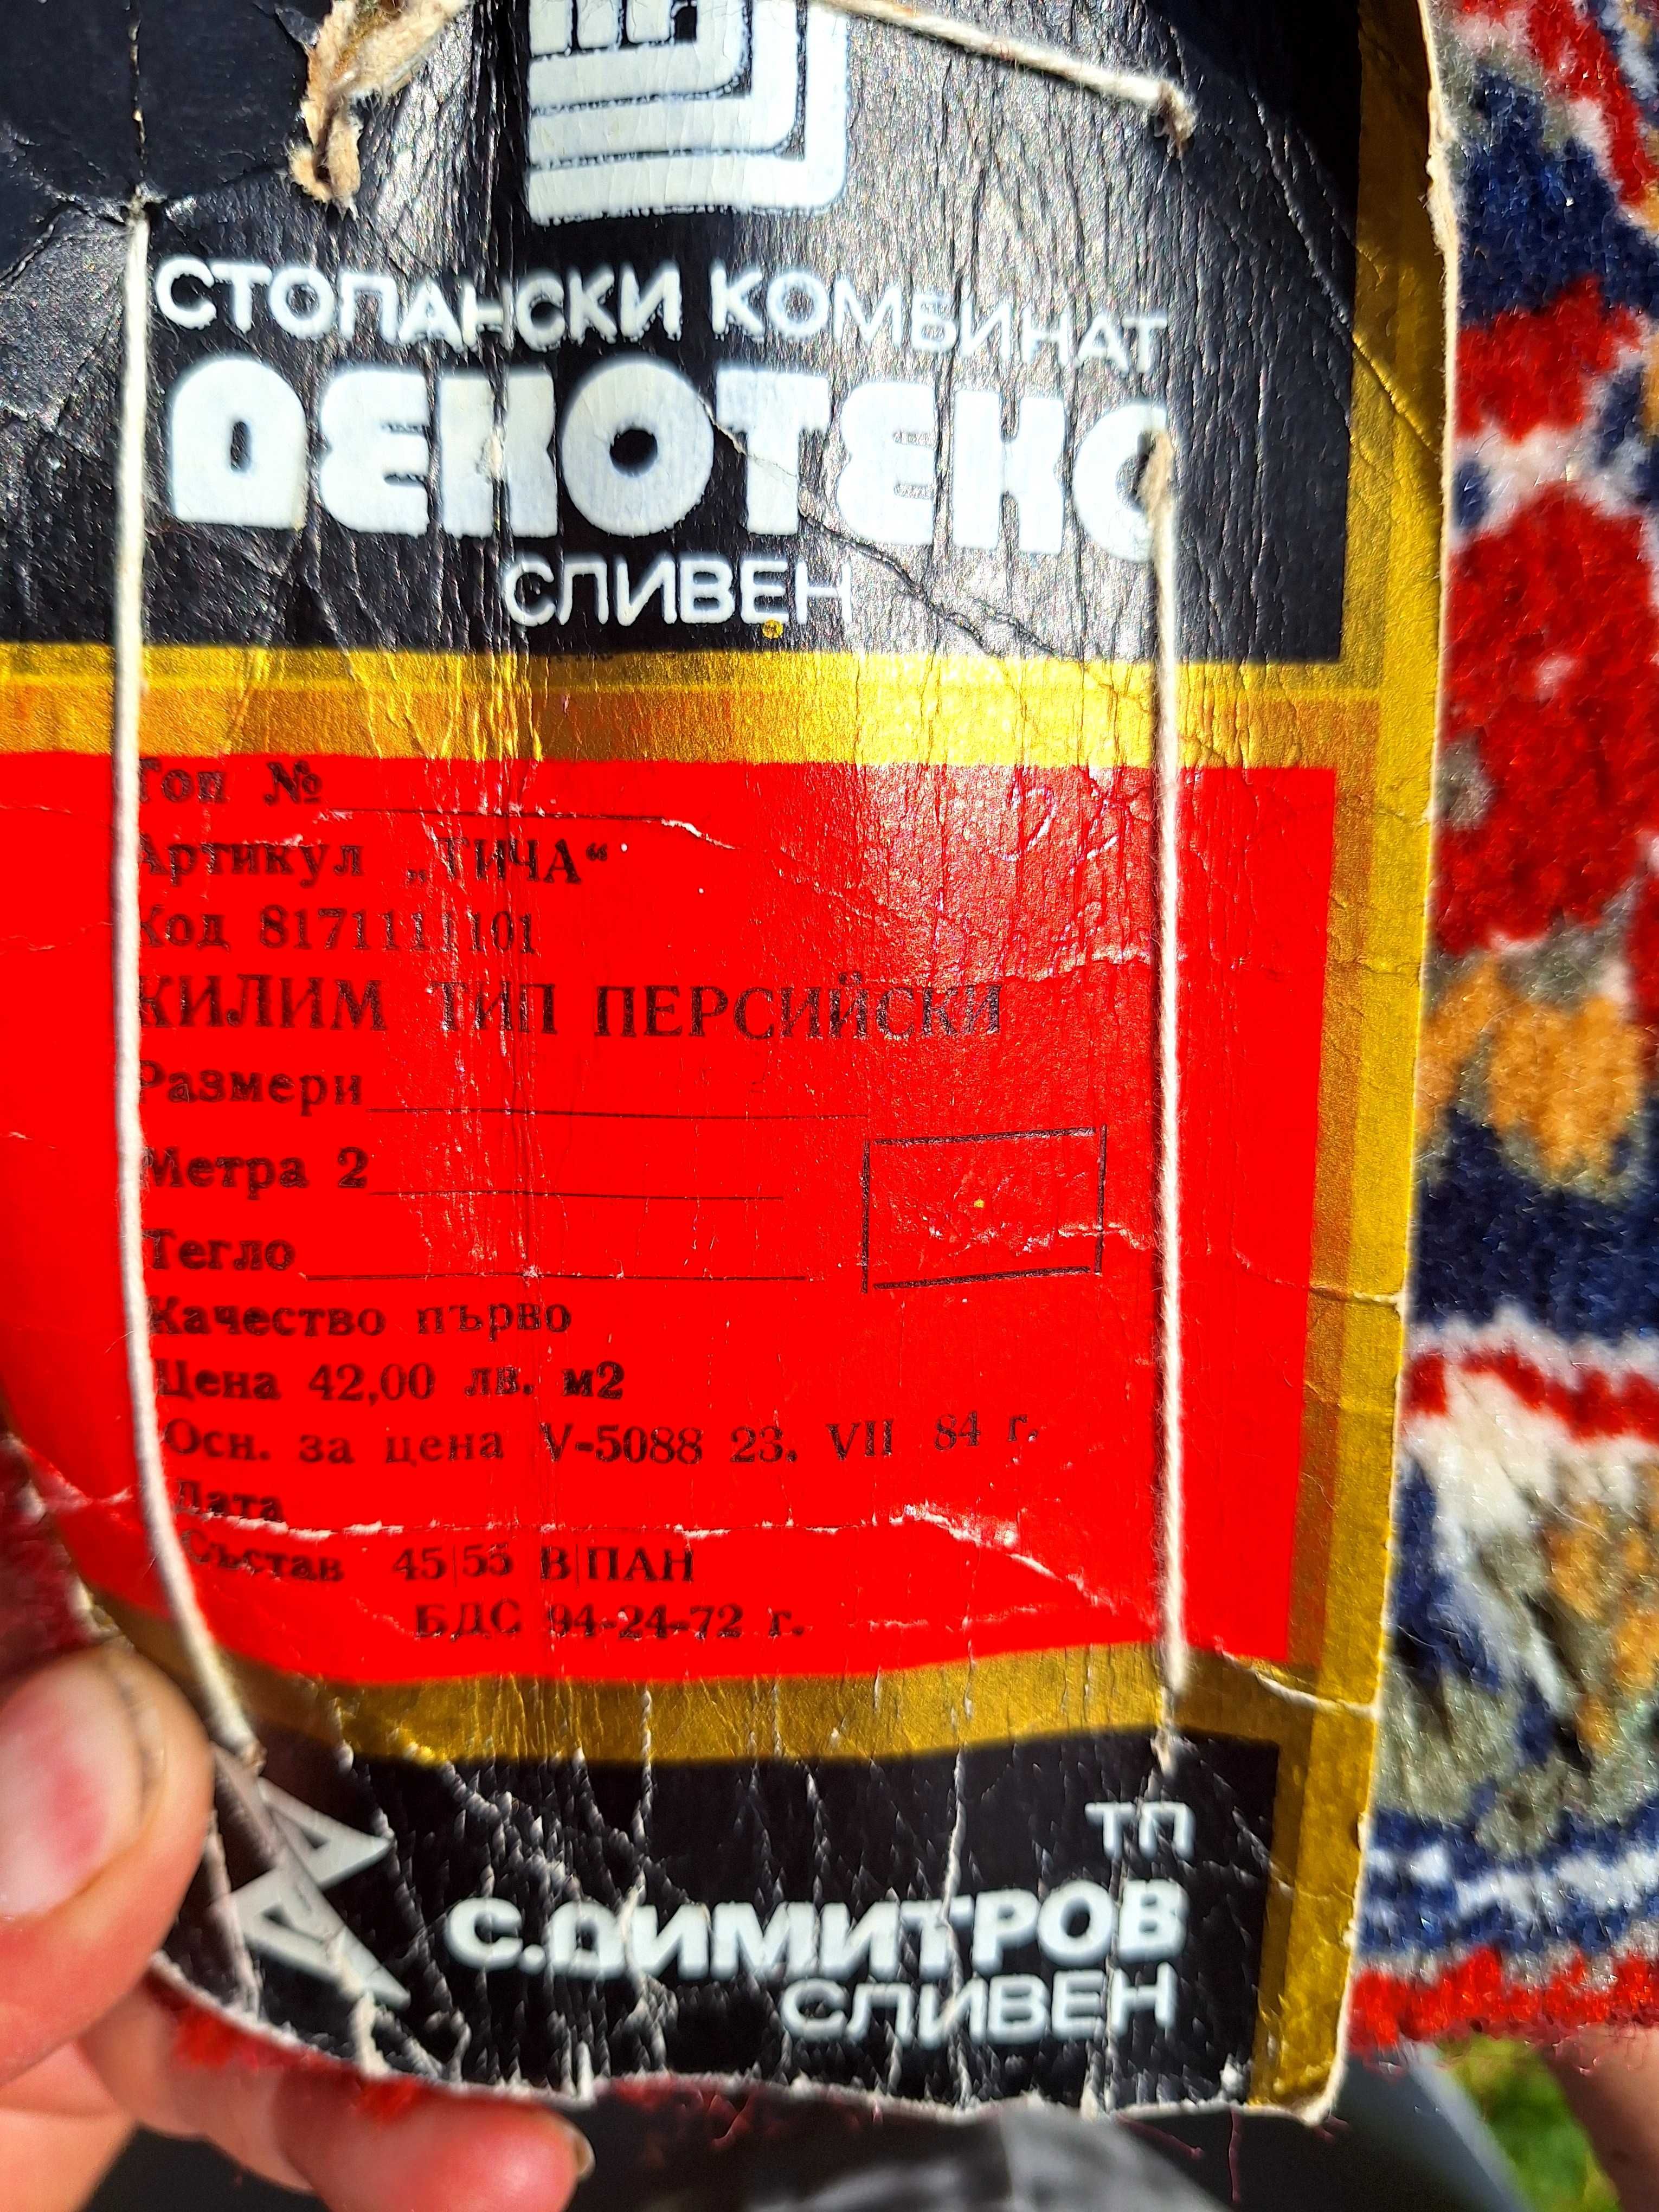 СТОПАНСКИ КОМБИНАТ
ДЕКОТЕКС
СЛИВЕН
Топ №
Артикул „ТИЧА“
Код 8171111101
КИЛИМ ТИП ПЕРСИЙСКИ
Размери
Метра 2
Тегло
Качество първо
Цена 42,00 лв. м2
Осн. за цена V-5088 23. VII 84 г.
Дата
Състав 45|55 В|ПАН
БДС 94-24-72 г.
ТП
С.ДИМИТРОВ
СЛИВЕН